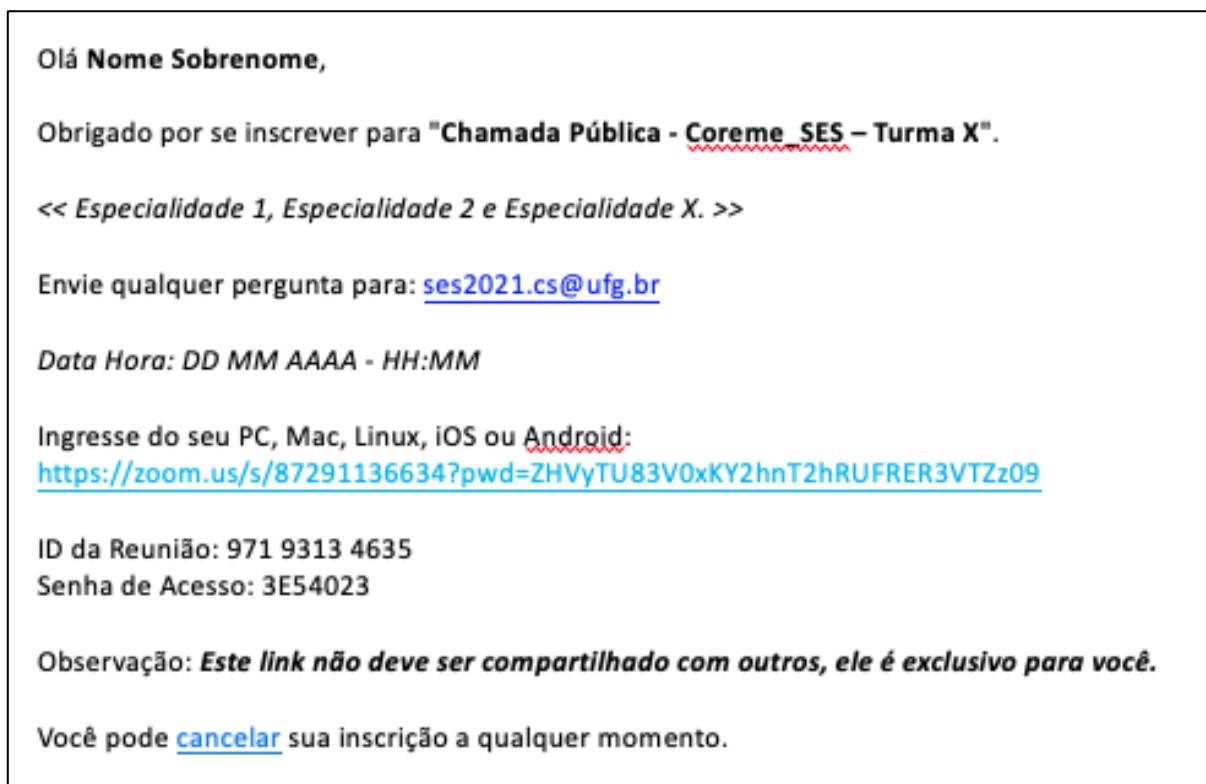 Olá Nome Sobrenome,
Obrigado por se inscrever para "Chamada Pública - Coreme_SES – Turma X".
<< Especialidade 1, Especialidade 2 e Especialidade X. >>
Envie qualquer pergunta para: ses2021.cs@ufg.br
Data Hora: DD MM AAAA - HH:MM
Ingresse do seu PC, Mac, Linux, iOS ou Android:
https://zoom.us/s/87291136634?pwd=ZHVyTU83V0xKY2hnT2hRUFRER3VTZz09
ID da Reunião: 971 9313 4635
Senha de Acesso: 3E54023
Observação: Este link não deve ser compartilhado com outros, ele é exclusivo para você.
Você pode cancelar sua inscrição a qualquer momento.